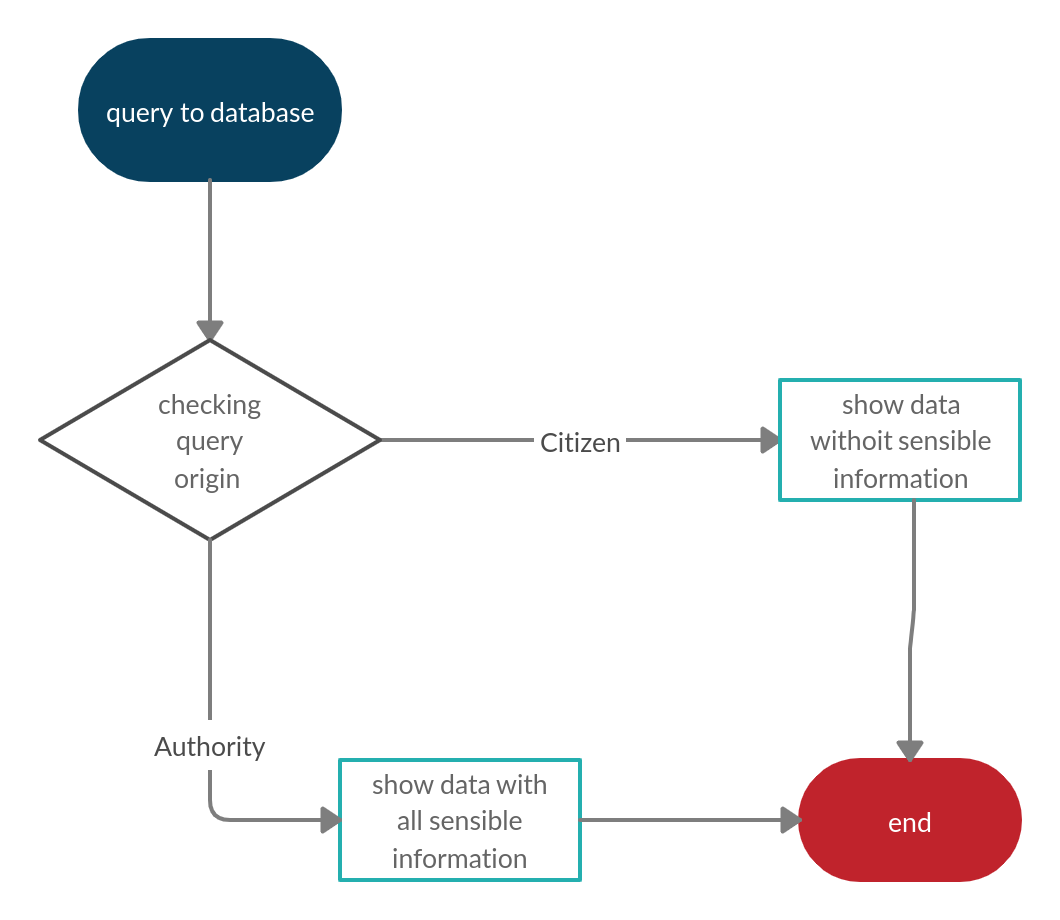 query to database
checking
query
origin
Citizen
show data
withoit sensible
information
Authority
show data with
all sensible
information
end